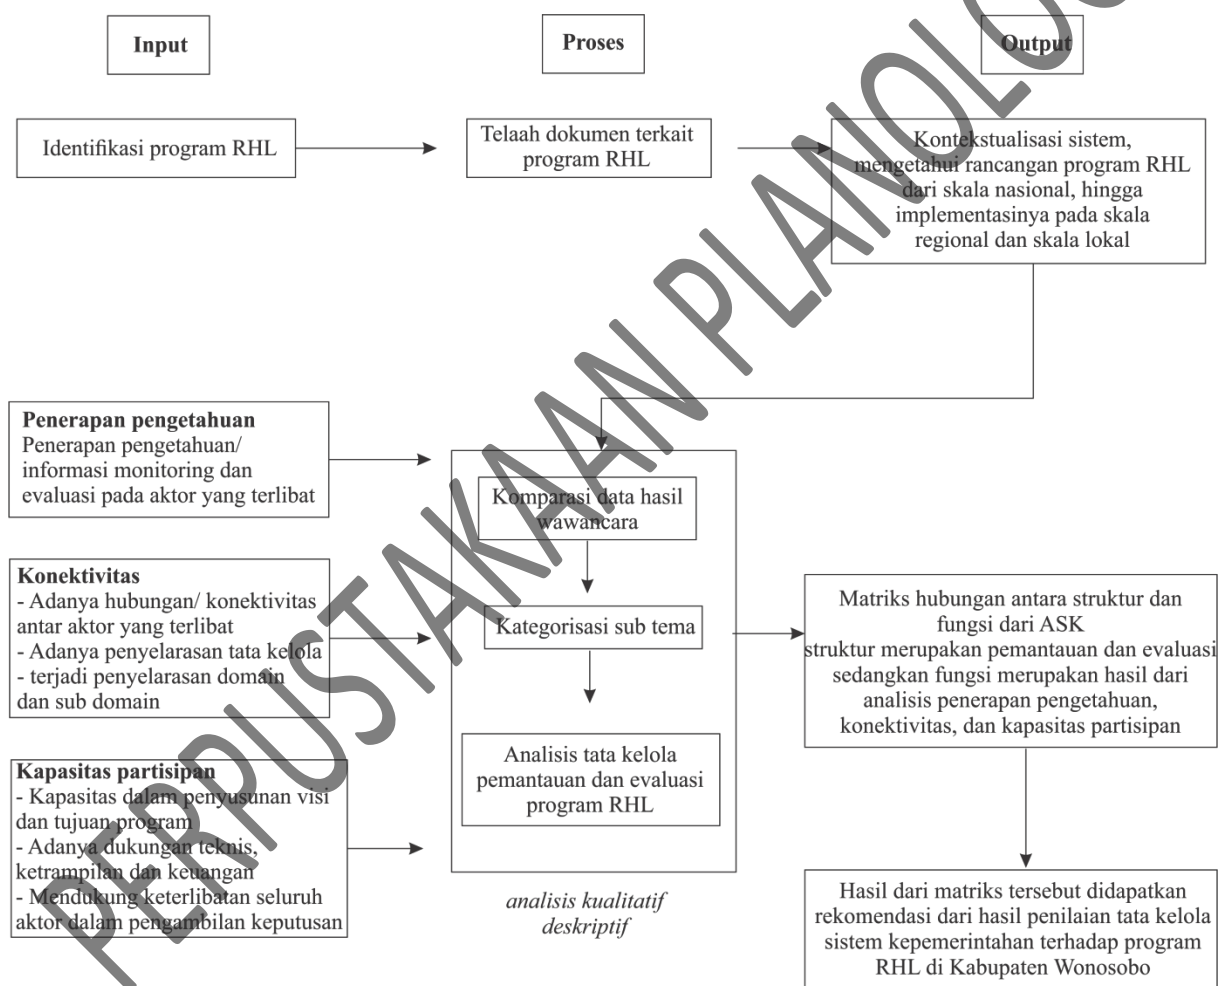 Input
Proses
Output
Identifikasi program RHL
Telaah dokumen terkait
program RHL
Kontekstualisasi sistem,
mengetahui rancangan program RHL
dari skala nasional, hingga
implementasinya pada skala
regional dan skala lokal
Penerapan pengetahuan
Penerapan pengetahuan/
informasi monitoring dan
evaluasi pada aktor yang terlibat
Konektivitas
- Adanya hubungan/ konektivitas
antar aktor yang terlibat
- Adanya penyelarasan tata kelola
- terjadi penyelarasan domain
dan sub domain
Kapasitas partisipan
- Kapasitas dalam penyusunan visi
dan tujuan program
- Adanya dukungan teknis,
ketrampilan dan keuangan
- Mendukung keterlibatan seluruh
aktor dalam pengambilan keputusan
Komparasi data hasil
wawancara
Kategorisasi sub tema
Analisis tata kelola
pemantauan dan evaluasi
program RHL
analisis kualitatif
deskriptif
Matriks hubungan antara struktur dan
fungsi dari ASK
struktur merupakan pemantauan dan evaluasi
sedangkan fungsi merupakan hasil dari
analisis penerapan pengetahuan,
konektivitas, dan kapasitas partisipan
Hasil dari matriks tersebut didapatkan
rekomendasi dari hasil penilaian tata kelola
sistem kepemerintahan terhadap program
RHL di Kabupaten Wonosobo
PERPUSTAKAAN PLANOLO